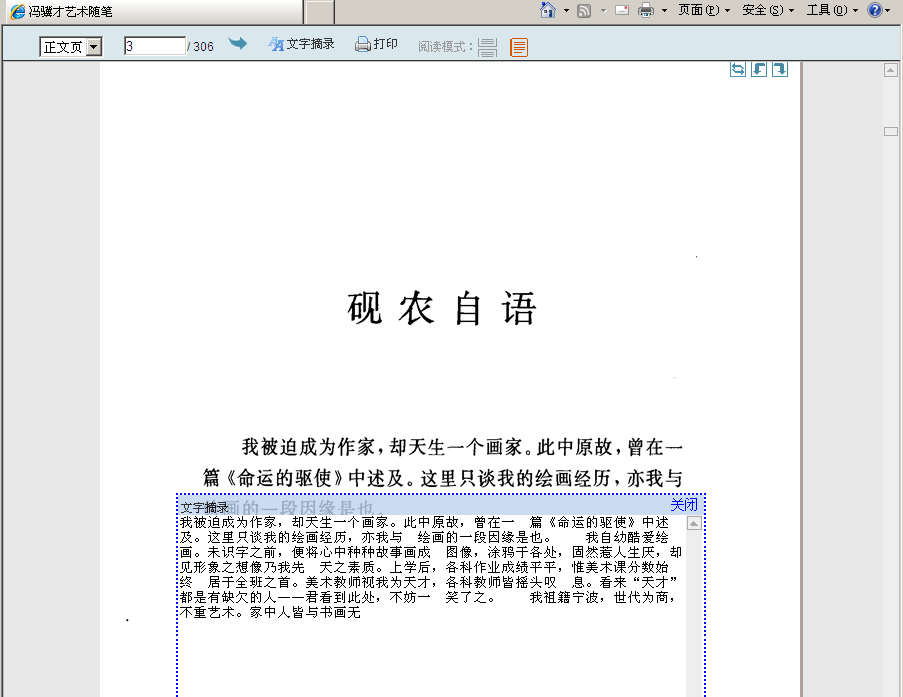 冯骥才艺术随笔
页面(P) 安全(S) 工具(O)
正文页 3 / 306 文字摘录 打印 阅读模式：
砚农自语
我被迫成为作家，却天生一个画家。此中原故，曾在一
篇《命运的驱使》中述及。这里只谈我的绘画经历，亦我与
画的一段因缘是也。
文字摘录 关闭
我被迫成为作家，却天生一个画家。此中原故，曾在一　篇《命运的驱使》中述
及。这里只谈我的绘画经历，亦我与　绘画的一段因缘是也。　　我自幼酷爱绘
画。未识字之前，便将心中种种故事画成　图像，涂鸦于各处，固然惹人生厌，却
见形象之想像乃我先　天之素质。上学后，各科作业成绩平平，惟美术课分数始
终　居于全班之首。美术教师视我为天才，各科教师皆摇头叹　息。看来“天才”
都是有缺欠的人——君看到此处，不妨一　笑了之。　　我祖籍宁波，世代为商，
不重艺术。家中人皆与书画无